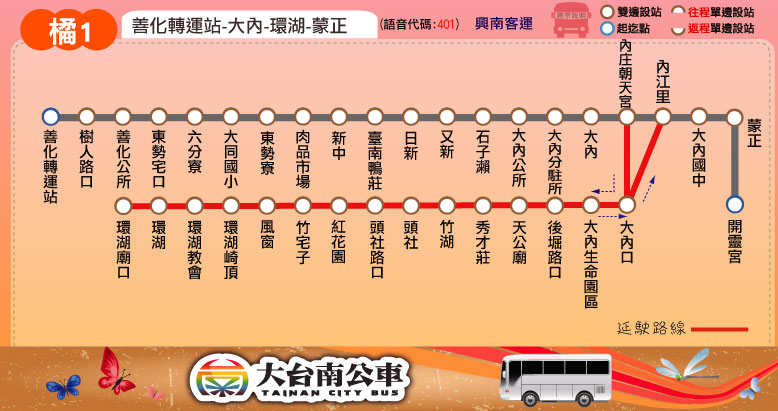 橘1
善化轉運站-大內-環湖-蒙正
(語音代碼:401)
興南客運
雙邊設站
往程單邊設站
起迄點
返程單邊設站
善化轉運站
樹人路口
善化公所
東勢宅口
六分寮
大同國小
東勢寮
肉品市場
新中
臺南鴨莊
日新
又新
石子瀨
大內公所
大內分駐所
大內
內庄朝天宮
內江里
大內國中
蒙正
開靈宮
環湖廟口
環湖
環湖教會
環湖崎頂
風窗
竹宅子
紅花園
頭社路口
頭社
竹湖
秀才莊
天公廟
後堀路口
大內生命園區
大內口
延駛路線
大台南公車
TAINAN CITY BUS